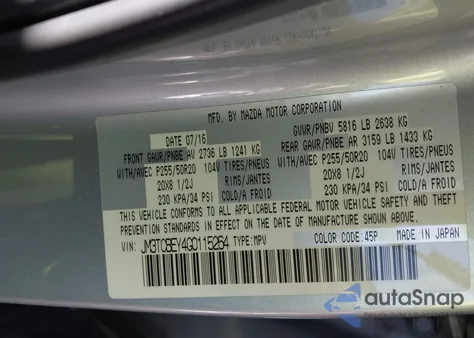 MFD. BY MAZDA MOTOR CORPORATION
DATE 07/16 GVWR/PNBV 5816 LB 2638 KG
FRONT GAWR/PNBE AV 2736 LB 1241 KG REAR GAWR/PNBE AR 3159 LB 1433 KG
WITH/AVEC P255/50R20 104V TIRES/PNEUS WITH/AVEC P255/50R20 104V TIRES/PNEUS
20X8 1/2J RIMS/JANTES 20X8 1/2J RIMS/JANTES
230 KPA/34 PSI COLD/A FROID 230 KPA/34 PSI COLD/A FROID
THIS VEHICLE CONFORMS TO ALL APPLICABLE FEDERAL MOTOR VEHICLE SAFETY AND THEFT
PREVENTION STANDARDS IN EFFECT ON THE DATE OF MANUFACTURE SHOWN ABOVE.
VIN: JM3TCBEY4G0115264 TYPE:MPV COLOR CODE:45P MADE IN JAPAN
autoSnap